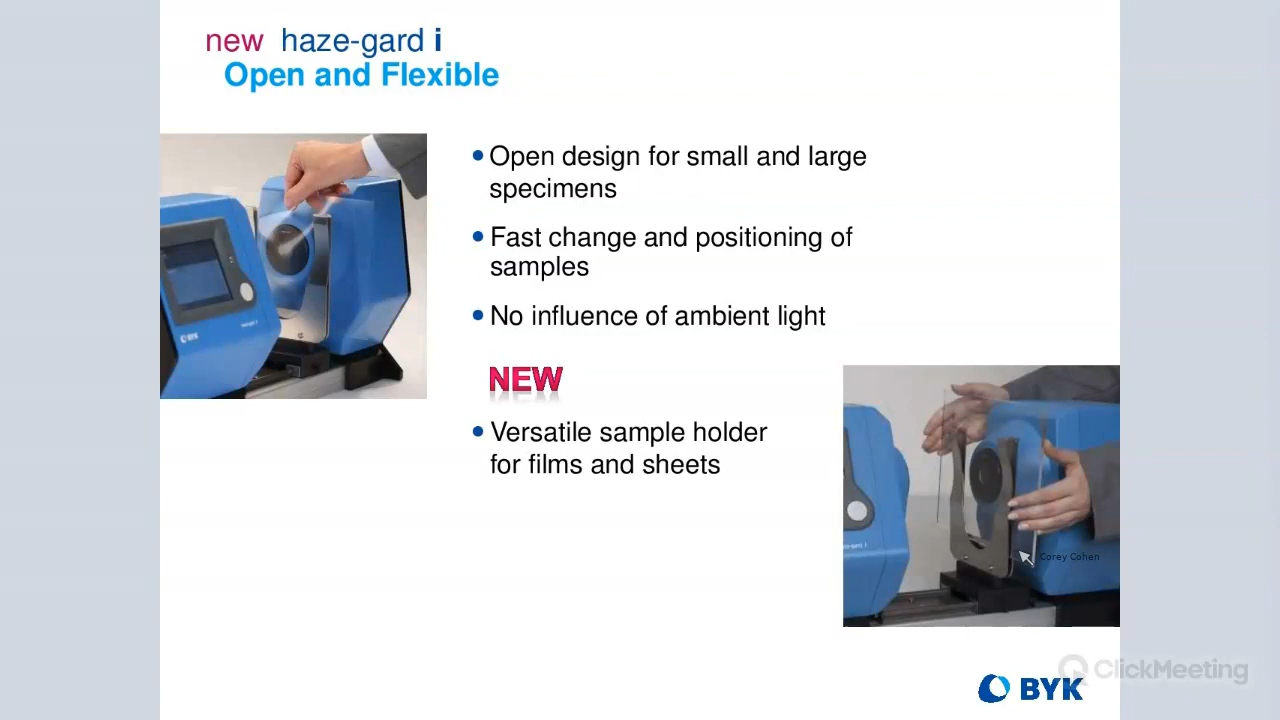 new haze-gard i
Open and Flexible
• Open design for small and large
specimens
• Fast change and positioning of
samples
• No influence of ambient light
NEW
• Versatile sample holder
for films and sheets
BYK
Corey Cohen
BYK
ClickMeeting